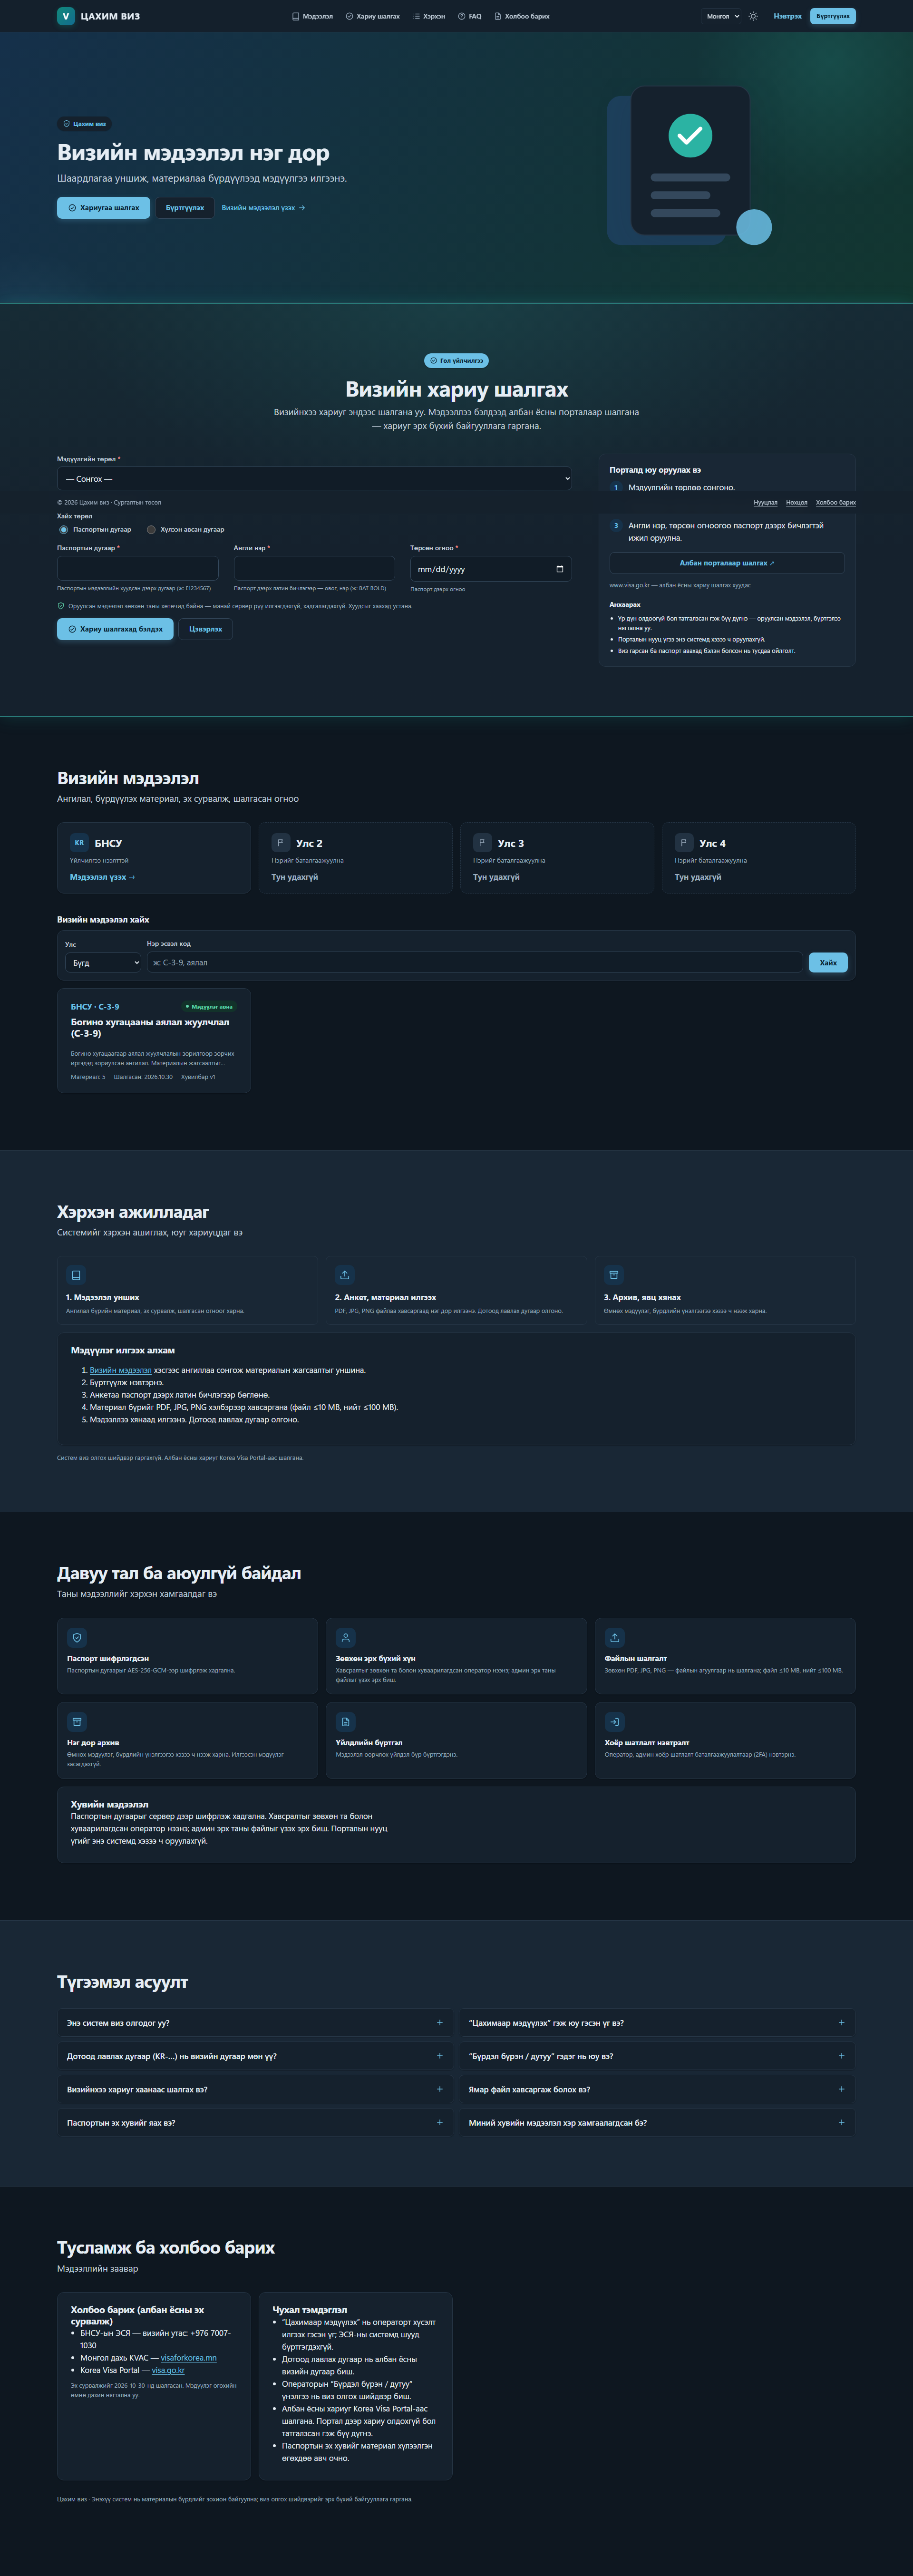 V ЦАХИМ ВИЗ
Мэдээлэл
Хариу шалгах
Хэрхэн
FAQ
Холбоо барих
Монгол
Нэвтрэх
Бүртгүүлэх
Цахим виз
Визийн мэдээлэл нэг дор
Шаардлагаа уншиж, материалаа бүрдүүлээд мэдүүлгээ илгээнэ.
Хариугаа шалгах
Бүртгүүлэх
Визийн мэдээлэл үзэх →
Гол үйлчилгээ
Визийн хариу шалгах
Визийнхээ хариуг эндээс шалгана уу. Мэдээллээ бэлдээд албан ёсны порталаар шалгана
— хариуг эрх бүхий байгууллага гаргана.
Мэдүүлгийн төрөл *
— Сонгох —
Порталд юу оруулах вэ
1 Мэдүүлгийн төрлөө сонгоно.
© 2026 Цахим виз · Сургалтын төсөл
Нууцлал
Нөхцөл
Холбоо барих
Хайх төрөл
Паспортын дугаар
Хүлээн авсан дугаар
3 Англи нэр, төрсөн огноогоо паспорт дээрх бичлэгтэй
ижил оруулна.
Паспортын дугаар *
Англи нэр *
Төрсөн огноо *
mm/dd/yyyy
Паспортын мэдээллийн хуудсан дээрх дугаар (ж: E1234567)
Паспорт дээрх латин бичлэгээр — овог, нэр (ж: BAT BOLD)
Паспорт дээрх огноо
Албан порталаар шалгах ↗
www.visa.go.kr — албан ёсны хариу шалгах хуудас
Оруулсан мэдээлэл зөвхөн таны хөтөчид байна — манай сервер рүү илгээгдэхгүй, хадгалагдахгүй. Хуудсыг хаахад устана.
Хариу шалгахад бэлдэх
Цэвэрлэх
Анхаарах
• Үр дүн олдоогүй бол татгалзсан гэж бүү дүгнэ — оруулсан мэдээлэл, бүртгэлээ
нягтална уу.
• Порталын нууц үгээ энэ системд хэзээ ч оруулахгүй.
• Виз гарсан ба паспорт авахад бэлэн болсон нь тусдаа ойлголт.
Визийн мэдээлэл
Ангилал, бүрдүүлэх материал, эх сурвалж, шалгасан огноо
KR БНСУ
Үйлчилгээ нээлттэй
Мэдээлэл үзэх →
Улс 2
Нэрийг баталгаажуулна
Тун удахгүй
Улс 3
Нэрийг баталгаажуулна
Тун удахгүй
Улс 4
Нэрийг баталгаажуулна
Тун удахгүй
Визийн мэдээлэл хайх
Улс
Нэр эсвэл код
Бүгд
ж: C-3-9, аялал
Хайх
БНСУ · C-3-9
Мэдүүлэг авна
Богино хугацааны аялал жуулчлал
(C-3-9)
Богино хугацаагаар аялал жуулчлалын зорилгоор зорчих
иргэдэд зориулсан ангилал. Материалын жагсаалтыг…
Материал: 5
Шалгасан: 2026.10.30
Хувилбар v1
Хэрхэн ажилладаг
Системийг хэрхэн ашиглах, юуг хариуцдаг вэ
1. Мэдээлэл унших
Ангилал бүрийн материал, эх сурвалж, шалгасан огноог харна.
2. Анкет, материал илгээх
PDF, JPG, PNG файлаа хавсаргаад нэг дор илгээнэ. Дотоод лавлах дугаар олгоно.
3. Архив, явц хянах
Өмнөх мэдүүлэг, бүрдлийн үнэлгээгээ хэзээ ч нээж харна.
Мэдүүлэг илгээх алхам
1. Визийн мэдээлэл хэсгээс ангиллаа сонгож материалын жагсаалтыг уншина.
2. Бүртгүүлж нэвтэрнэ.
3. Анкетаа паспорт дээрх латин бичлэгээр бөглөнө.
4. Материал бүрийг PDF, JPG, PNG хэлбэрээр хавсаргана (файл ≤10 MB, нийт ≤100 MB).
5. Мэдээллээ хянаад илгээнэ. Дотоод лавлах дугаар олгоно.
Систем виз олгох шийдвэр гаргахгүй. Албан ёсны хариуг Korea Visa Portal-аас шалгана.
Давуу тал ба аюулгүй байдал
Таны мэдээллийг хэрхэн хамгаалдаг вэ
Паспорт шифрлэгдсэн
Паспортын дугаарыг AES-256-GCM-ээр шифрлэж хадгална.
Зөвхөн эрх бүхий хүн
Хавсралтыг зөвхөн та болон хуваарилагдсан оператор нээнэ; админ эрх таны
файлыг үзэх эрх биш.
Файлын шалгалт
Зөвхөн PDF, JPG, PNG — файлын агуулгаар нь шалгана; файл ≤10 MB, нийт ≤100 MB.
Нэг дор архив
Өмнөх мэдүүлэг, бүрдлийн үнэлгээгээ хэзээ ч нээж харна. Илгээсэн мэдүүлэг
засагдахгүй.
Үйлдлийн бүртгэл
Мэдээлэл өөрчлөх үйлдэл бүр бүртгэгдэнэ.
Хоёр шатлалт нэвтрэлт
Оператор, админ хоёр шатлалт баталгаажуулалтаар (2FA) нэвтэрнэ.
Хувийн мэдээлэл
Паспортын дугаарыг сервер дээр шифрлэж хадгална. Хавсралтыг зөвхөн та болон
хуваарилагдсан оператор нээнэ; админ эрх таны файлыг үзэх эрх биш. Порталын нууц
үгийг энэ системд хэзээ ч оруулахгүй.
Түгээмэл асуулт
Энэ систем виз олгодог уу?
“Цахимаар мэдүүлэх” гэж юу гэсэн үг вэ?
Дотоод лавлах дугаар (KR-…) нь визийн дугаар мөн үү?
“Бүрдэл бүрэн / дутуу” гэдэг нь юу вэ?
Визийнхээ хариуг хаанаас шалгах вэ?
Ямар файл хавсаргаж болох вэ?
Паспортын эх хувийг яах вэ?
Миний хувийн мэдээлэл хэр хамгаалагдсан бэ?
Тусламж ба холбоо барих
Мэдээллийн заавар
Холбоо барих (албан ёсны эх
сурвалж)
• БНСУ-ын ЭСЯ — визийн утас: +976 7007-
1030
• Монгол дахь KVAC — visaforkorea.mn
• Korea Visa Portal — visa.go.kr
Эх сурвалжийг 2026-10-30-нд шалгасан. Мэдүүлэг өгөхийн
өмнө дахин нягтална уу.
Чухал тэмдэглэл
• “Цахимаар мэдүүлэх” нь операторт хүсэлт
илгээх гэсэн үг; ЭСЯ-ны системд шууд
бүртгэгдэхгүй.
• Дотоод лавлах дугаар нь албан ёсны
визийн дугаар биш.
• Операторын “Бүрдэл бүрэн / дутуу”
үнэлгээ нь виз олгох шийдвэр биш.
• Албан ёсны хариуг Korea Visa Portal-аас
шалгана. Портал дээр хариу олдохгүй бол
татгалзсан гэж бүү дүгнэ.
• Паспортын эх хувийг материал хүлээлгэн
өгөхдөө авч очно.
Цахим виз · Энэхүү систем нь материалын бүрдлийг зохион байгуулна; виз олгох шийдвэрийг эрх бүхий байгууллага гаргана.